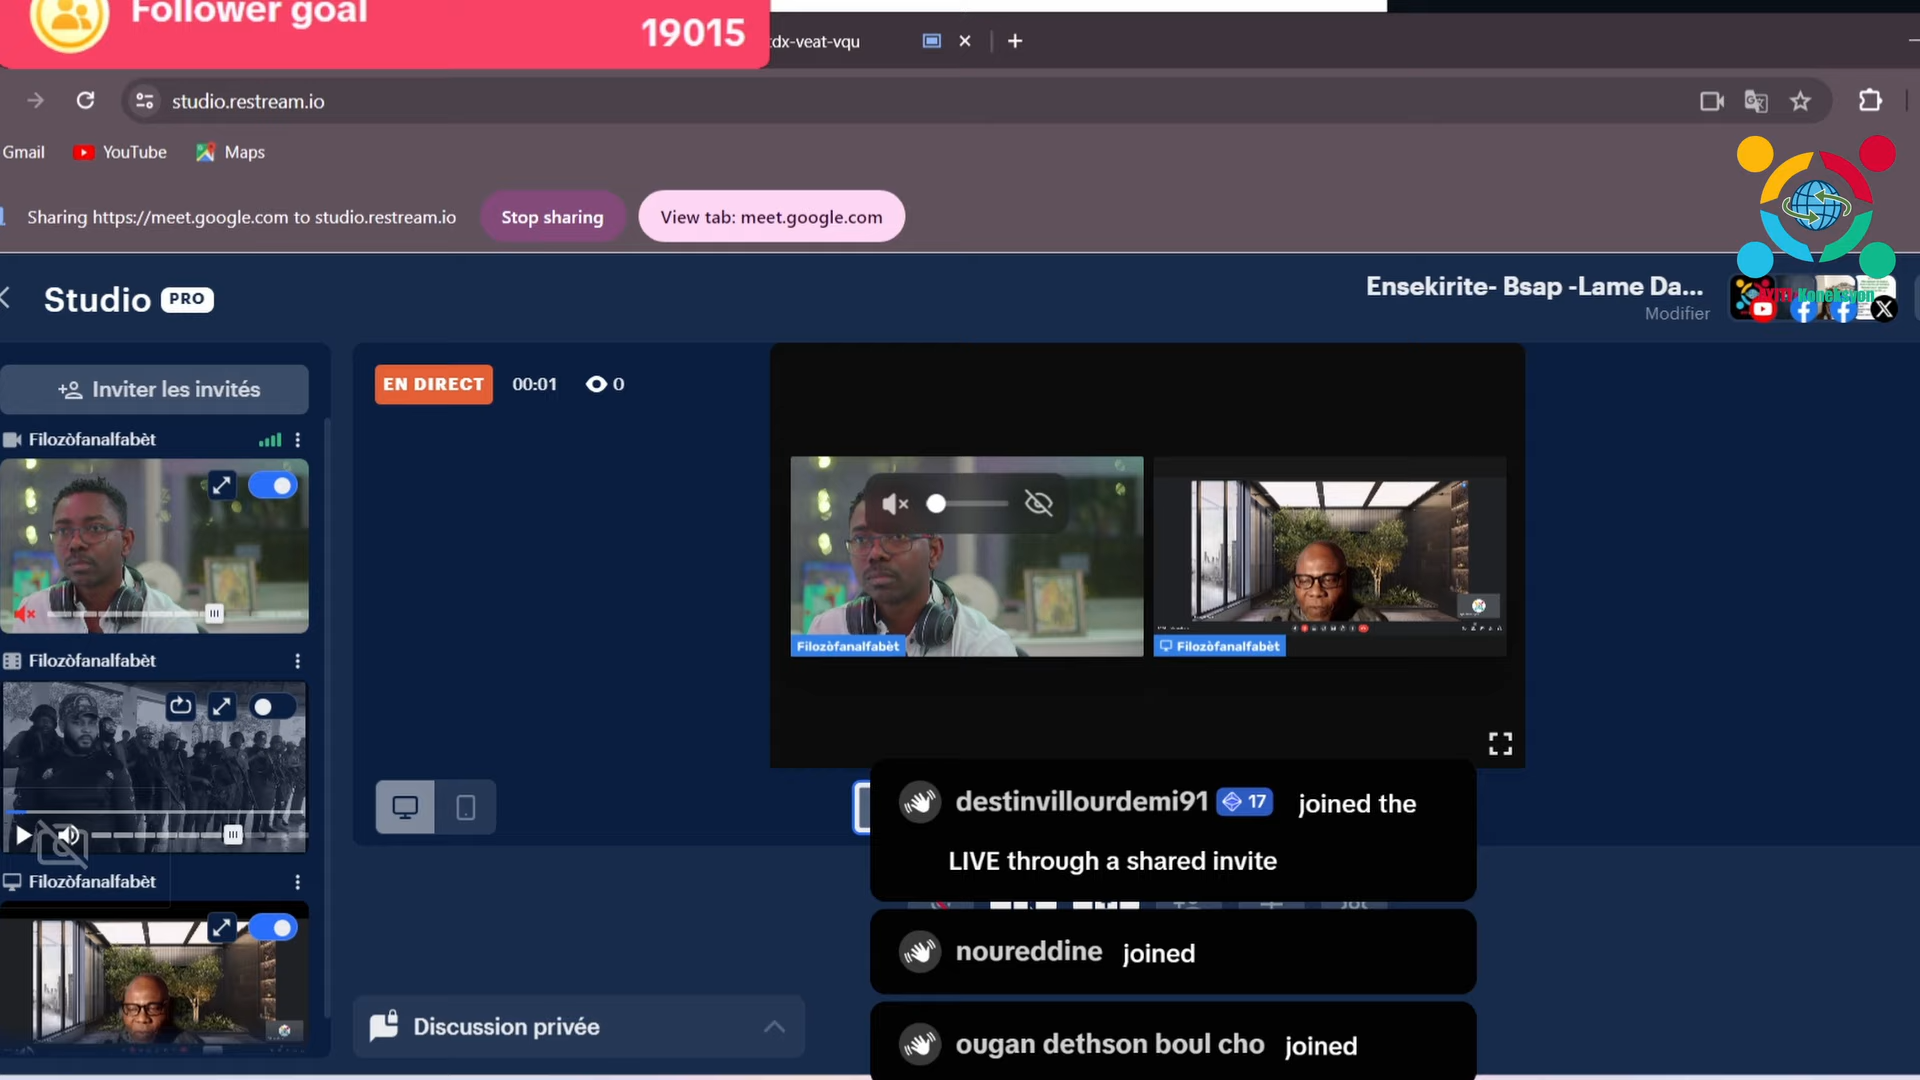 Follower goal
19015
tdx-veat-vqu
studio.restream.io
Gmail
YouTube
Maps
Sharing https://meet.google.com to studio.restream.io
Stop sharing
View tab: meet.google.com
Studio PRO
Ensekirite- Bsap -Lame Da...
Modifier
AYITI Koneksyon
Inviter les invités
EN DIRECT
00:01
0
Filozòfanalfabèt
Filozòfanalfabèt
Filozòfanalfabèt
Filozòfanalfabèt
Filozòfanalfabèt
destinvillourdemi91 17 joined the
LIVE through a shared invite
noureddine joined
ougan dethson boul cho joined
Discussion privée